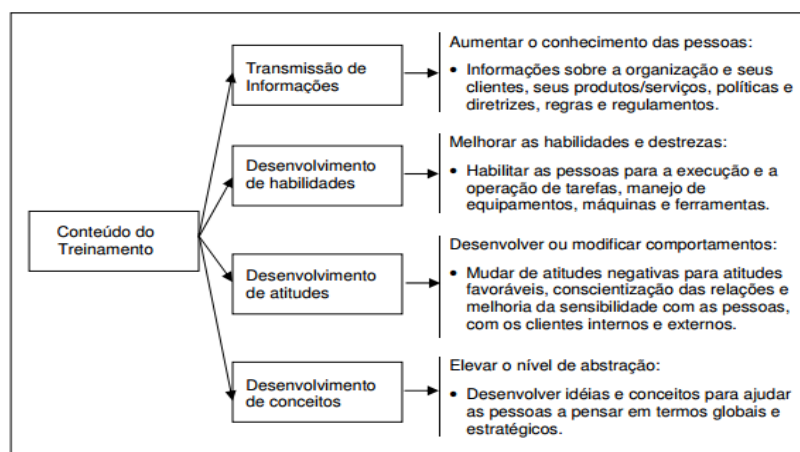 Conteúdo do
Treinamento
Transmissão de
Informações
Aumentar o conhecimento das pessoas:
• Informações sobre a organização e seus
clientes, seus produtos/serviços, políticas e
diretrizes, regras e regulamentos.
Desenvolvimento
de habilidades
Melhorar as habilidades e destrezas:
• Habilitar as pessoas para a execução e a
operação de tarefas, manejo de
equipamentos, máquinas e ferramentas.
Desenvolvimento
de atitudes
Desenvolver ou modificar comportamentos:
• Mudar de atitudes negativas para atitudes
favoráveis, conscientização das relações e
melhoria da sensibilidade com as pessoas,
com os clientes internos e externos.
Desenvolvimento
de conceitos
Elevar o nível de abstração:
• Desenvolver idéias e conceitos para ajudar
as pessoas a pensar em termos globais e
estratégicos.